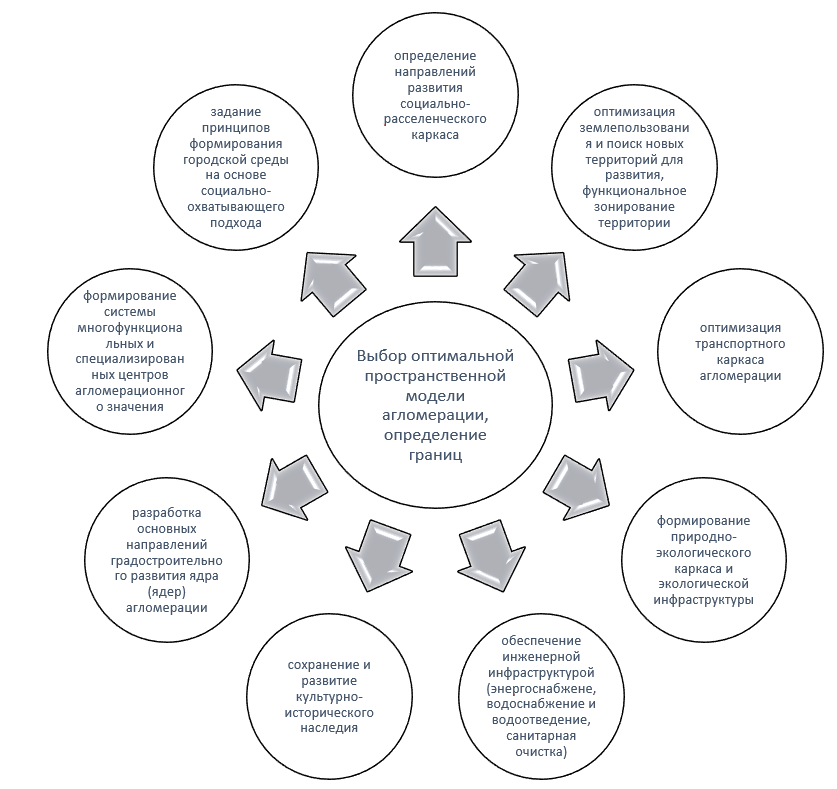 определение
направлений
развития
социально-
расселенческого
каркаса
оптимизация
землепользовани
я и поиск новых
территорий для
развития,
функциональное
зонирование
территории
оптимизация
транспортного
каркаса
агломерации
формирование
природно-
экологического
каркаса и
экологической
инфраструктуры
обеспечение
инженерной
инфраструктурой
(энергоснабжене,
водоснабжение и
водоотведение,
санитарная
очистка)
сохранение и
развитие
культурно-
исторического
наследия
разработка
основных
направлений
градостроительно
го развития ядра
(ядер)
агломерации
формирование
системы
многофункциона
льных и
специализирован
ных центров
агломерационног
о значения
задание
принципов
формирования
городской среды
на основе
социально-
охватывающего
подхода
Выбор оптимальной
пространственной
модели
агломерации,
определение
границ